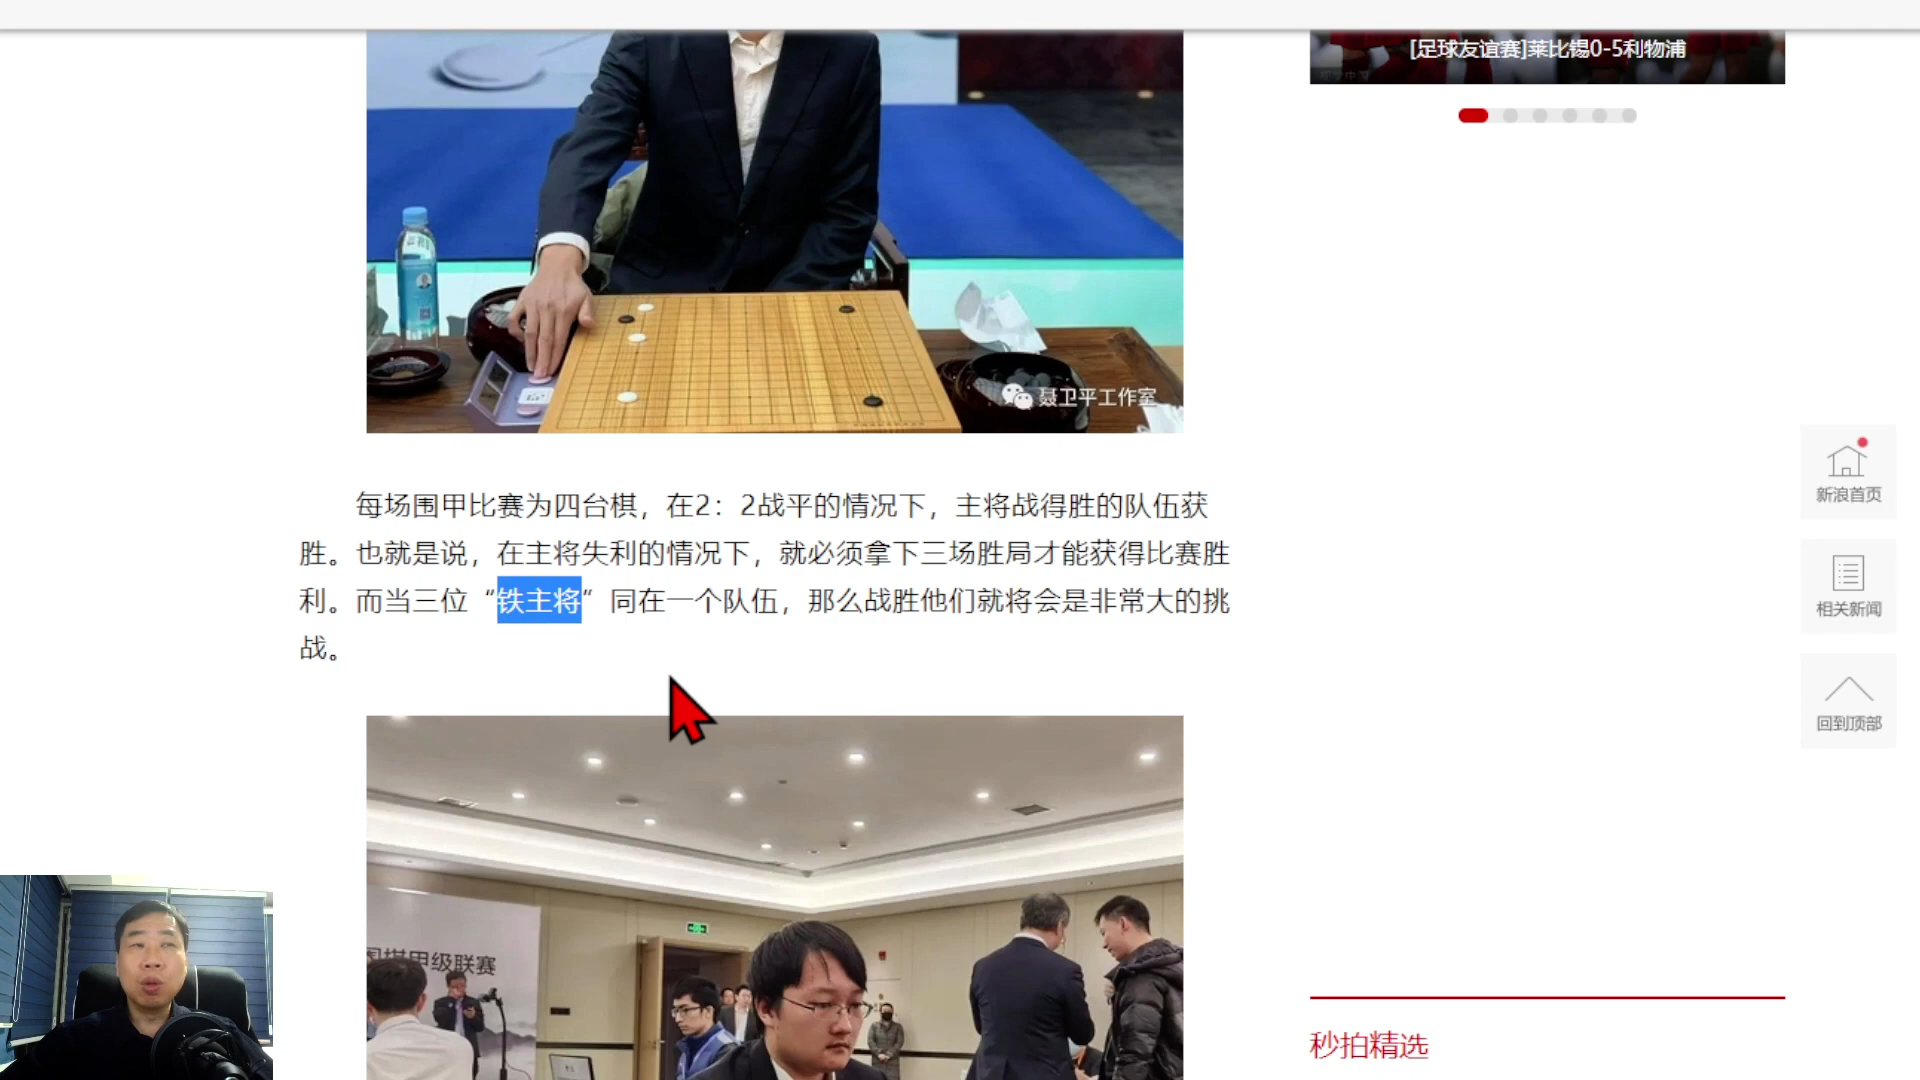 [足球友谊赛]莱比锡0-5利物浦
聂卫平工作室
每场围甲比赛为四台棋，在2：2战平的情况下，主将战得胜的队伍获
胜。也就是说，在主将失利的情况下，就必须拿下三场胜局才能获得比赛胜
利。而当三位“铁主将”同在一个队伍，那么战胜他们就将会是非常大的挑
战。
新浪首页
相关新闻
回到顶部
围棋甲级联赛
秒拍精选